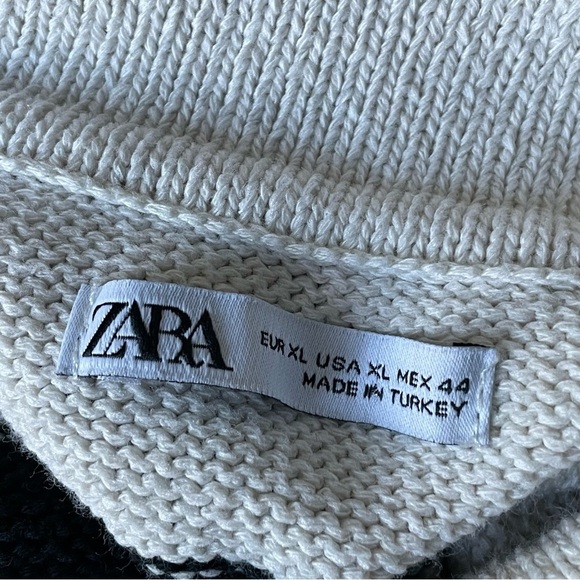 ZARA
EUR XL USA XL MEX 44
MADE IN TURKEY